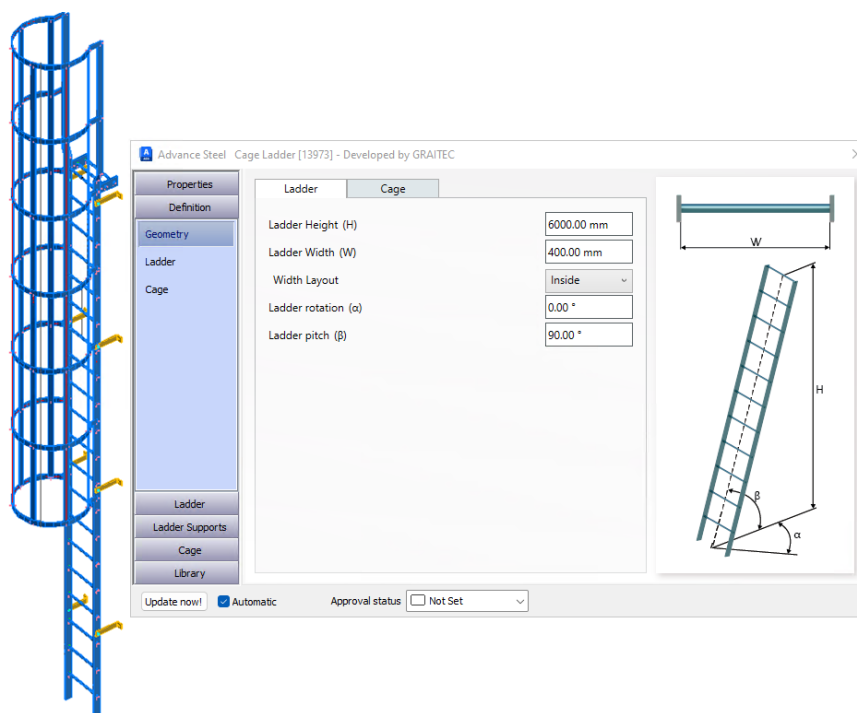 Advance Steel Cage Ladder [13973] - Developed by GRAITEC
Properties
Definition
Geometry
Ladder
Cage
Ladder
Ladder Supports
Cage
Library
Ladder Cage
Ladder Height (H) 6000.00 mm
Ladder Width (W) 400.00 mm
Width Layout Inside
Ladder rotation (α) 0.00 °
Ladder pitch (β) 90.00 °
W
H
β
α
Update now! Automatic Approval status Not Set